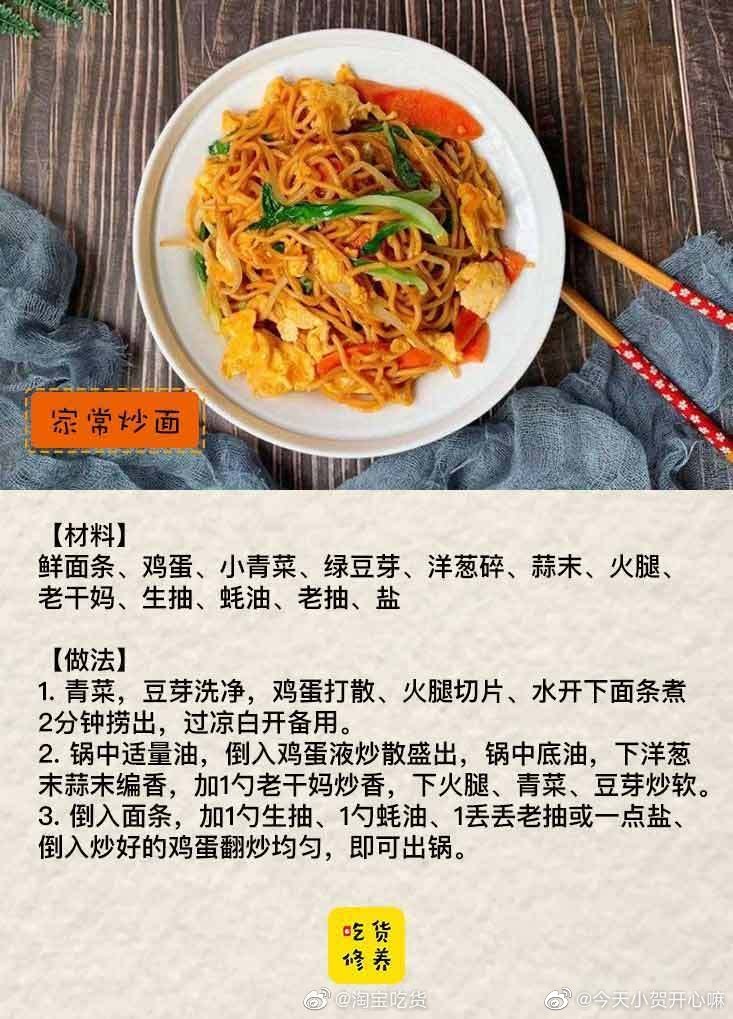 家常炒面
【材料】
鲜面条、鸡蛋、小青菜、绿豆芽、洋葱碎、蒜末、火腿、
老干妈、生抽、蚝油、老抽、盐
【做法】
1. 青菜，豆芽洗净，鸡蛋打散、火腿切片、水开下面条煮
2分钟捞出，过凉白开备用。
2. 锅中适量油，倒入鸡蛋液炒散盛出，锅中底油，下洋葱
末蒜末编香，加1勺老干妈炒香，下火腿、青菜、豆芽炒软。
3. 倒入面条，加1勺生抽、1勺蚝油、1丢丢老抽或一点盐、
倒入炒好的鸡蛋翻炒均匀，即可出锅。
吃货
修养
@淘宝吃货
@今天小贺开心嘛